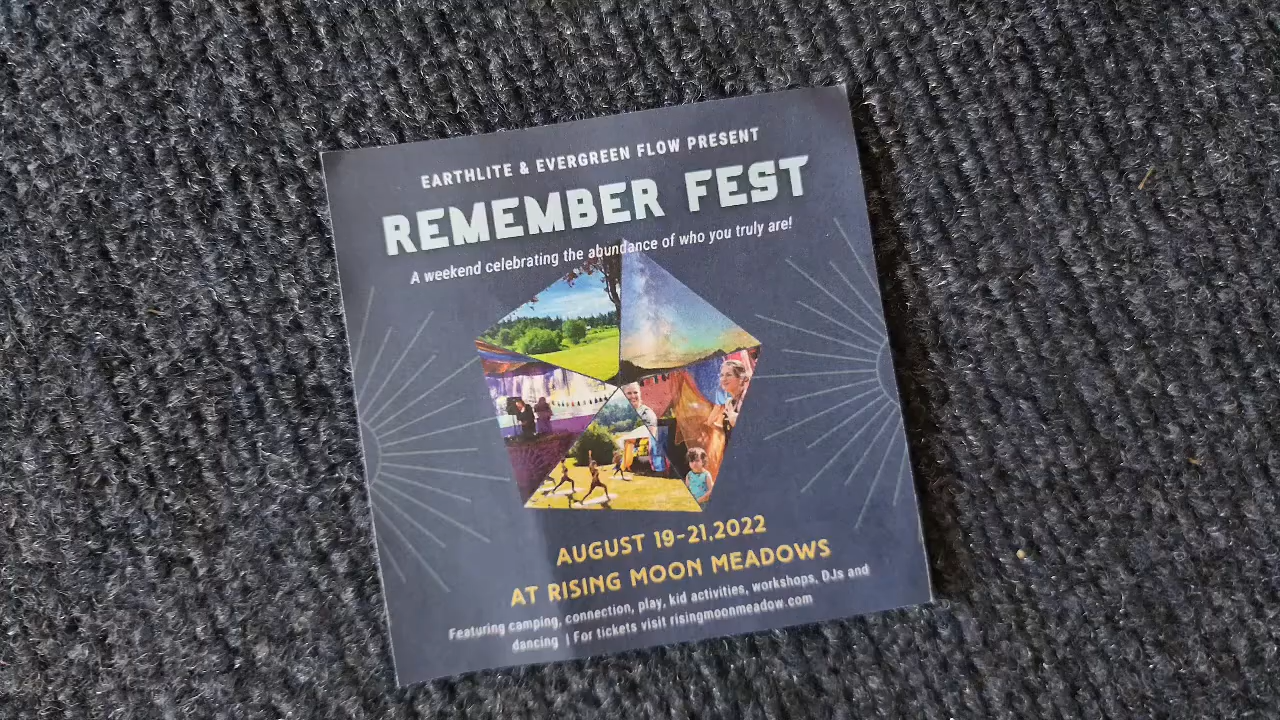 EARTHLITE & EVERGREEN FLOW PRESENT
REMEMBER FEST
A weekend celebrating the abundance of who you truly are!
AUGUST 19-21,2022
AT RISING MOON MEADOWS
Featuring camping, connection, play, kid activities, workshops, DJs and
dancing | For tickets visit risingmoonmeadow.com